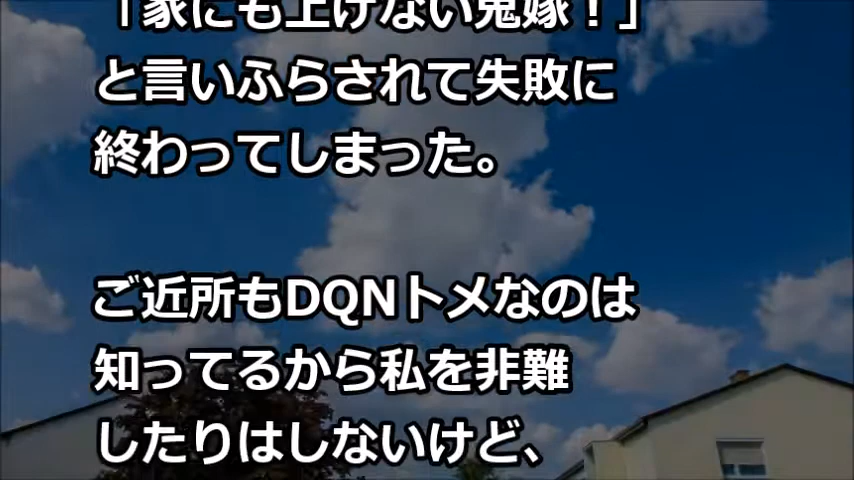 「家にも上げない鬼嫁！」
と言いふらされて失敗に
終わってしまった。
ご近所もDQNトメなのは
知ってるから私を非難
したりはしないけど、